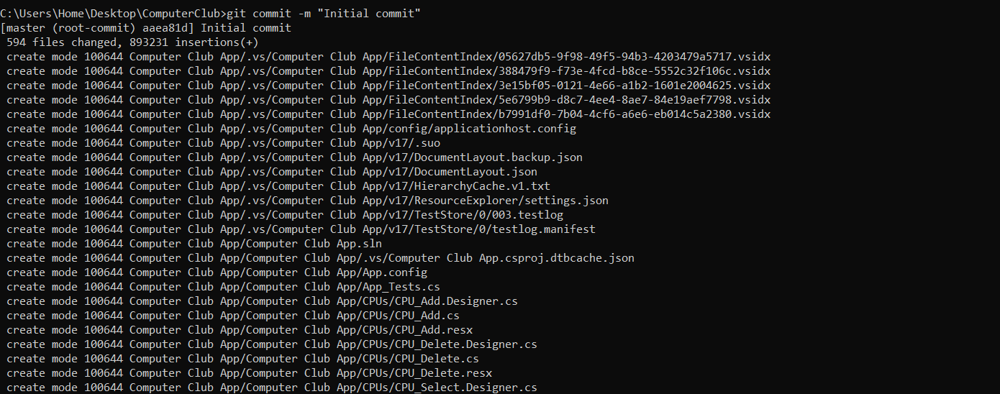 C:\Users\Home\Desktop\ComputerClub>git commit -m "Initial commit"
[master (root-commit) aaea81d] Initial commit
 594 files changed, 893231 insertions(+)
 create mode 100644 Computer Club App/.vs/Computer Club App/FileContentIndex/05627db5-9f98-49f5-94b3-4203479a5717.vsidx
 create mode 100644 Computer Club App/.vs/Computer Club App/FileContentIndex/388479f9-f73e-4fcd-b8ce-5552c32f106c.vsidx
 create mode 100644 Computer Club App/.vs/Computer Club App/FileContentIndex/3e15bf05-0121-4e66-a1b2-1601e2004625.vsidx
 create mode 100644 Computer Club App/.vs/Computer Club App/FileContentIndex/5e6799b9-d8c7-4ee4-8ae7-84e19aef7798.vsidx
 create mode 100644 Computer Club App/.vs/Computer Club App/FileContentIndex/b7991df0-7b04-4cf6-a6e6-eb014c5a2380.vsidx
 create mode 100644 Computer Club App/.vs/Computer Club App/config/applicationhost.config
 create mode 100644 Computer Club App/.vs/Computer Club App/v17/.suo
 create mode 100644 Computer Club App/.vs/Computer Club App/v17/DocumentLayout.backup.json
 create mode 100644 Computer Club App/.vs/Computer Club App/v17/DocumentLayout.json
 create mode 100644 Computer Club App/.vs/Computer Club App/v17/HierarchyCache.v1.txt
 create mode 100644 Computer Club App/.vs/Computer Club App/v17/ResourceExplorer/settings.json
 create mode 100644 Computer Club App/.vs/Computer Club App/v17/TestStore/0/003.testlog
 create mode 100644 Computer Club App/.vs/Computer Club App/v17/TestStore/0/testlog.manifest
 create mode 100644 Computer Club App/Computer Club App.sln
 create mode 100644 Computer Club App/Computer Club App/.vs/Computer Club App.csproj.dtbcache.json
 create mode 100644 Computer Club App/Computer Club App/App.config
 create mode 100644 Computer Club App/Computer Club App/App_Tests.cs
 create mode 100644 Computer Club App/Computer Club App/CPUs/CPU_Add.Designer.cs
 create mode 100644 Computer Club App/Computer Club App/CPUs/CPU_Add.cs
 create mode 100644 Computer Club App/Computer Club App/CPUs/CPU_Add.resx
 create mode 100644 Computer Club App/Computer Club App/CPUs/CPU_Delete.Designer.cs
 create mode 100644 Computer Club App/Computer Club App/CPUs/CPU_Delete.cs
 create mode 100644 Computer Club App/Computer Club App/CPUs/CPU_Delete.resx
 create mode 100644 Computer Club App/Computer Club App/CPUs/CPU_Select.Designer.cs